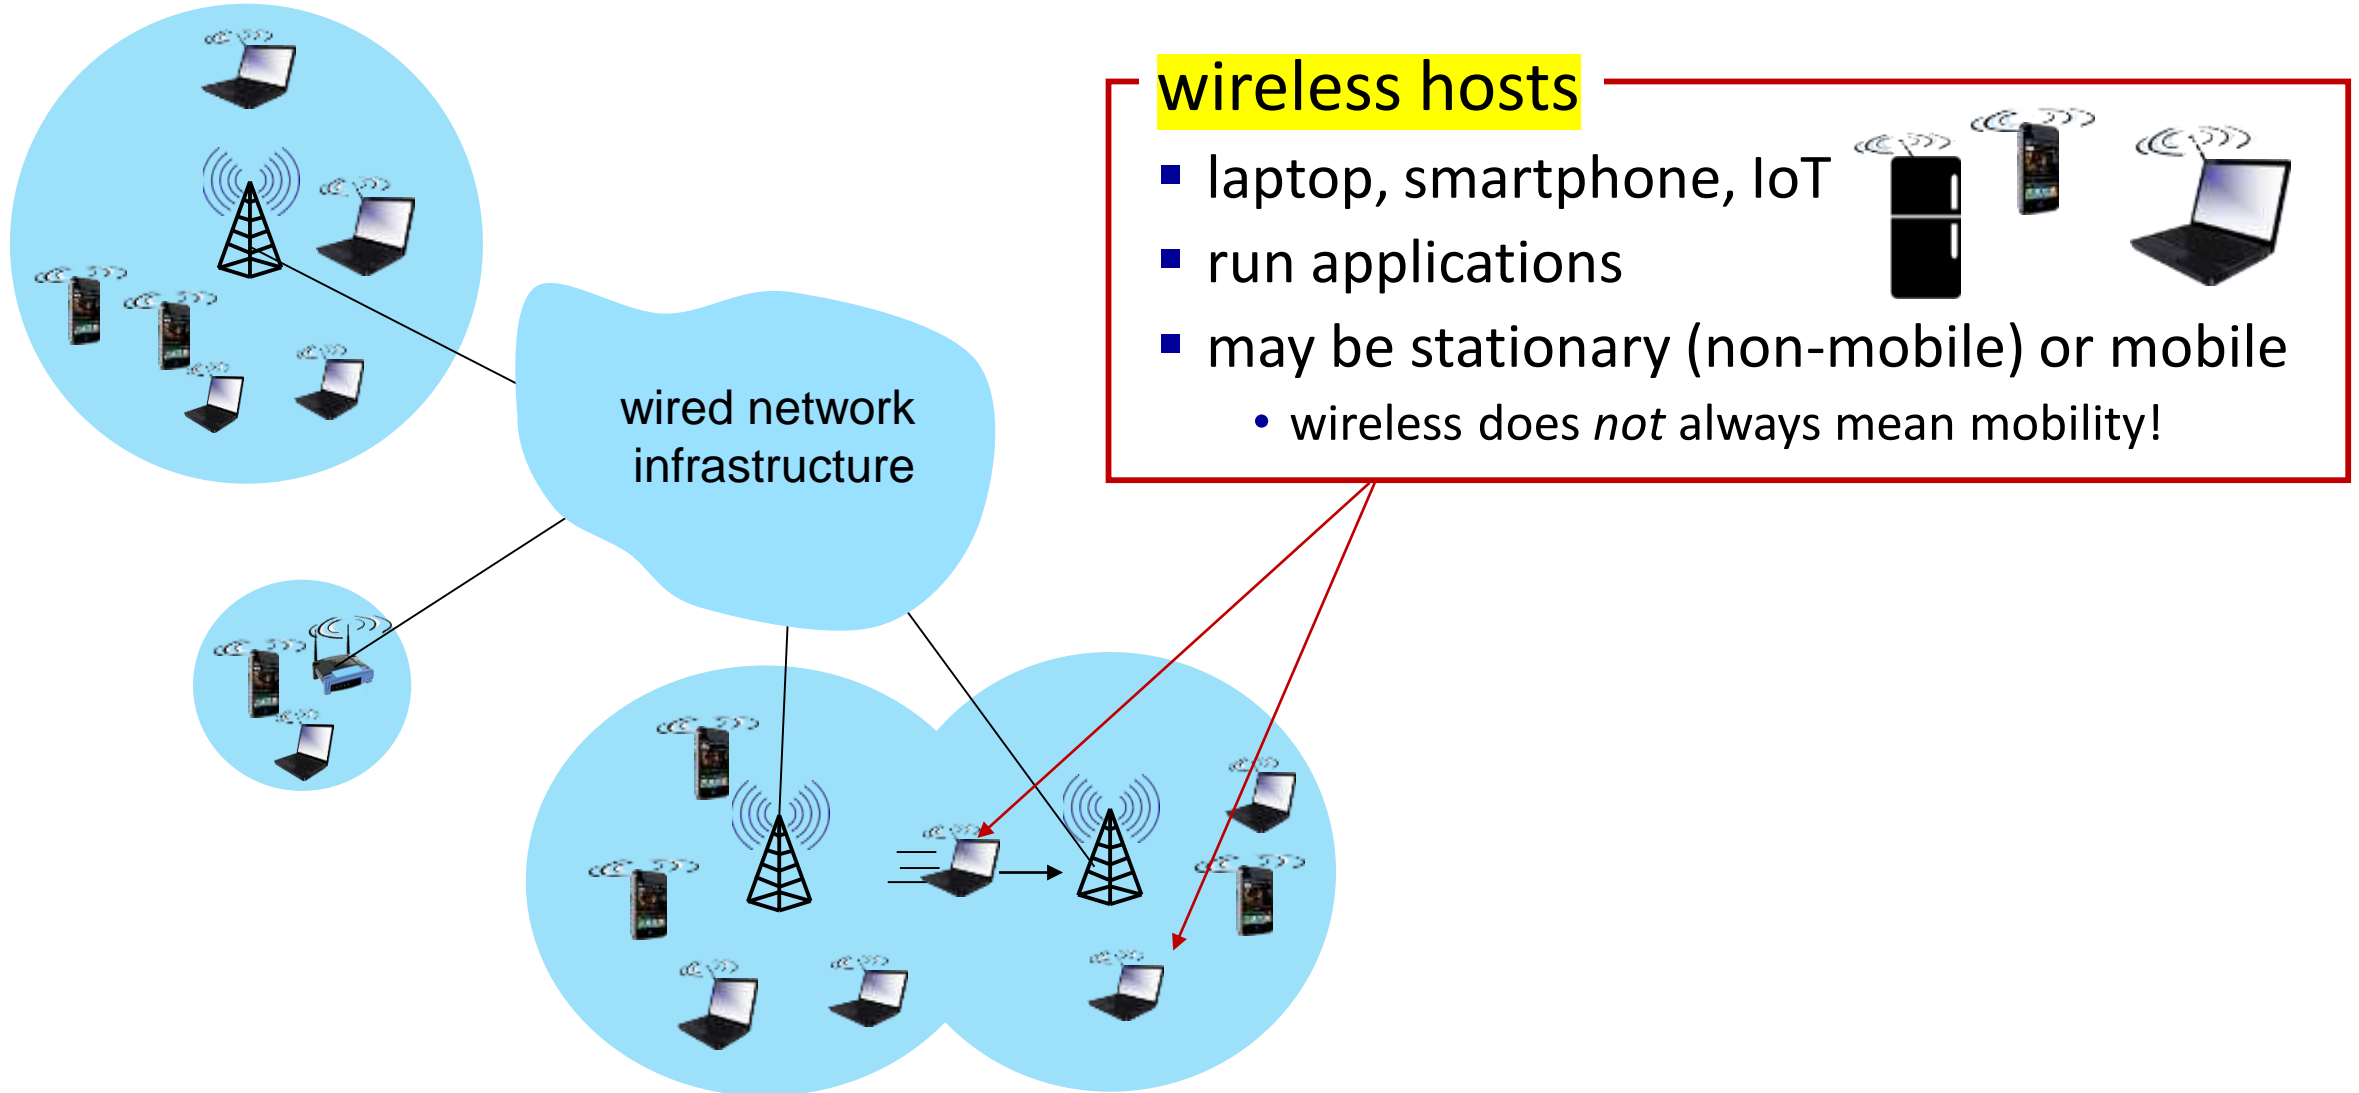 wireless hosts
▪ laptop, smartphone, IoT
▪ run applications
▪ may be stationary (non-mobile) or mobile
• wireless does not always mean mobility!
wired network
infrastructure